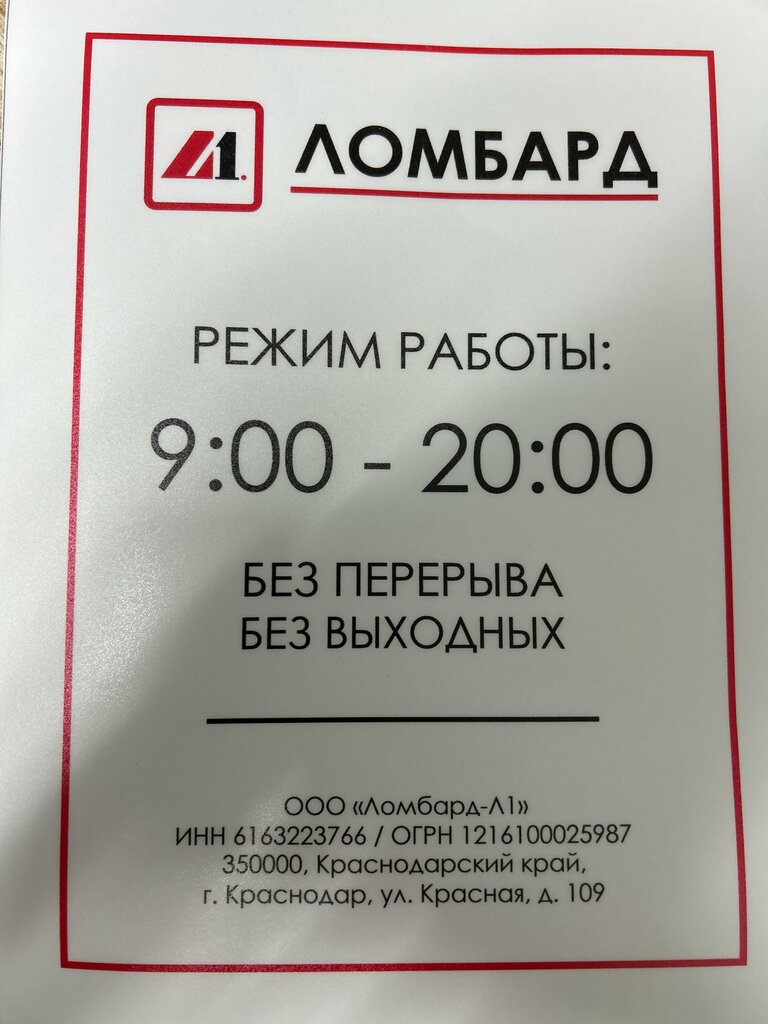 Л1. ЛОМБАРД
РЕЖИМ РАБОТЫ:
9:00 - 20:00
БЕЗ ПЕРЕРЫВА
БЕЗ ВЫХОДНЫХ
ООО «Ломбард-Л1»
ИНН 6163223766 / ОГРН 1216100025987
350000, Краснодарский край,
г. Краснодар, ул. Красная, д. 109